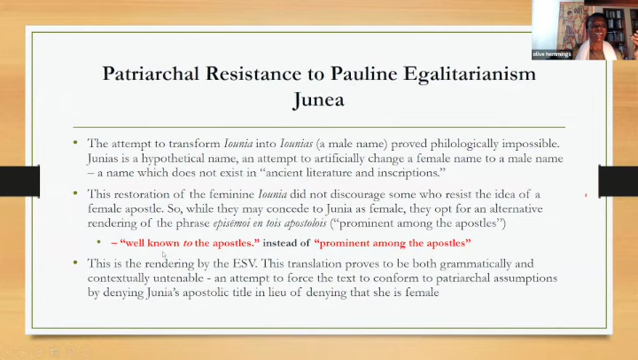 olive hemmings
Patriarchal Resistance to Pauline Egalitarianism
Junea
• The attempt to transform Iounia into Iounias (a male name) proved philologically impossible.
Junias is a hypothetical name, an attempt to artificially change a female name to a male name
– a name which does not exist in “ancient literature and inscriptions.”
• This restoration of the feminine Iounia did not discourage some who resist the idea of a
female apostle. So, while they may concede to Junia as female, they opt for an alternative
rendering of the phrase episēmoi en tois apostolois (“prominent among the apostles”)
• – “well known to the apostles.” instead of “prominent among the apostles”
• This is the rendering by the ESV. This translation proves to be both grammatically and
contextually untenable - an attempt to force the text to conform to patriarchal assumptions
by denying Junia’s apostolic title in lieu of denying that she is female